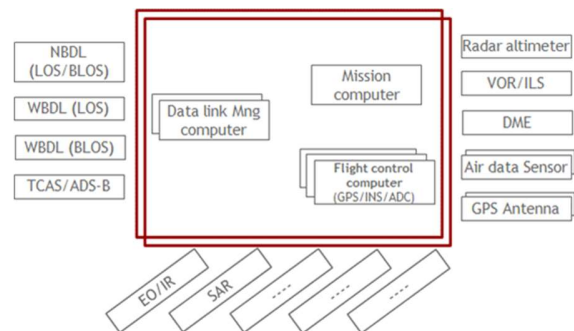 NBDL
(LOS/BLOS)
WBDL (LOS)
WBDL (BLOS)
TCAS/ADS-B
Data link Mng
computer
Mission
computer
Flight control
computer
(GPS/INS/ADC)
Radar altimeter
VOR/ILS
DME
Air data Sensor
GPS Antenna
EO/IR
SAR
----
----
----